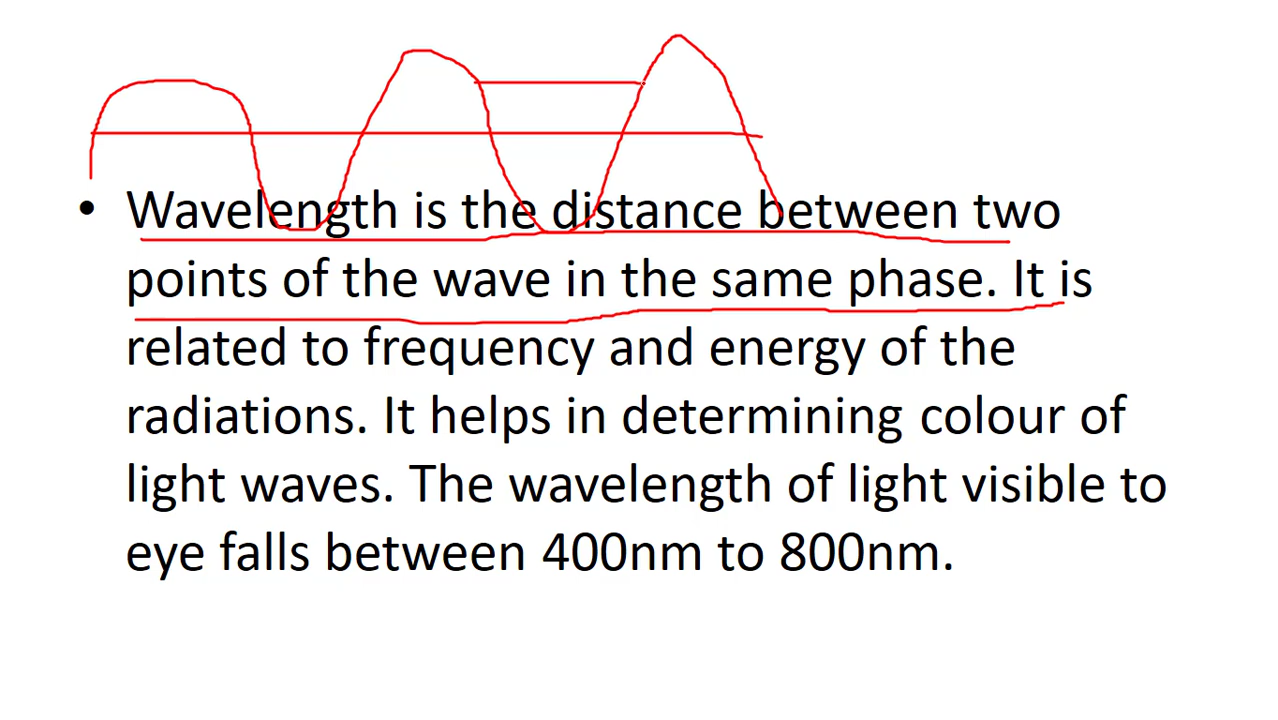 • Wavelength is the distance between two
points of the wave in the same phase. It is
related to frequency and energy of the
radiations. It helps in determining colour of
light waves. The wavelength of light visible to
eye falls between 400nm to 800nm.